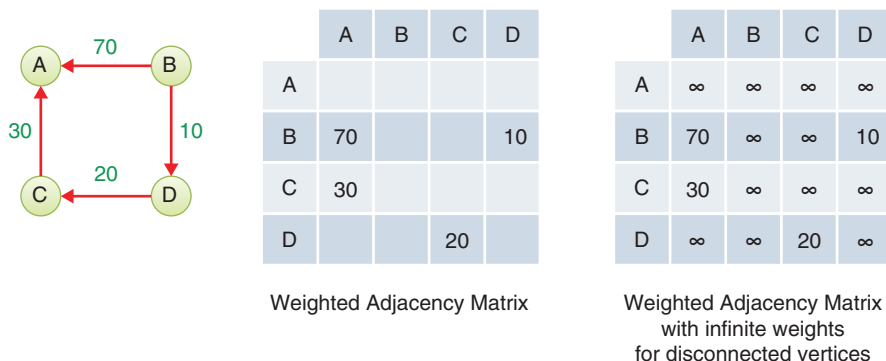 70
A B
30 10
20
C D
A B C D
A
B 70 10
C 30
D 20
Weighted Adjacency Matrix
A B C D
A ∞ ∞ ∞ ∞
B 70 ∞ ∞ 10
C 30 ∞ ∞ ∞
D ∞ ∞ 20 ∞
Weighted Adjacency Matrix
with infinite weights
for disconnected vertices